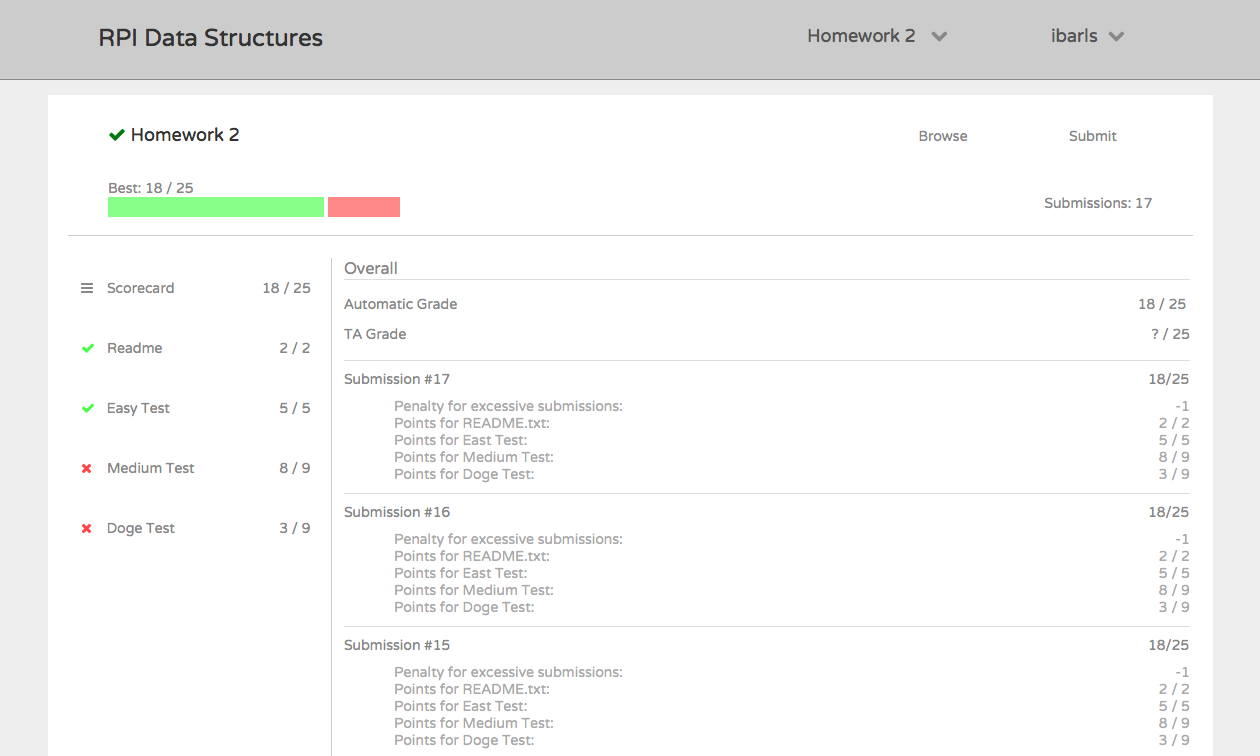 RPI Data Structures
Homework 2
ibarls
Homework 2
Browse
Submit
Best: 18 / 25
Submissions: 17
Scorecard 18 / 25
Readme 2 / 2
Easy Test 5 / 5
Medium Test 8 / 9
Doge Test 3 / 9
Overall
Automatic Grade 18 / 25
TA Grade ? / 25
Submission #17 18/25
Penalty for excessive submissions: -1
Points for README.txt: 2 / 2
Points for East Test: 5 / 5
Points for Medium Test: 8 / 9
Points for Doge Test: 3 / 9
Submission #16 18/25
Penalty for excessive submissions: -1
Points for README.txt: 2 / 2
Points for East Test: 5 / 5
Points for Medium Test: 8 / 9
Points for Doge Test: 3 / 9
Submission #15 18/25
Penalty for excessive submissions: -1
Points for README.txt: 2 / 2
Points for East Test: 5 / 5
Points for Medium Test: 8 / 9
Points for Doge Test: 3 / 9